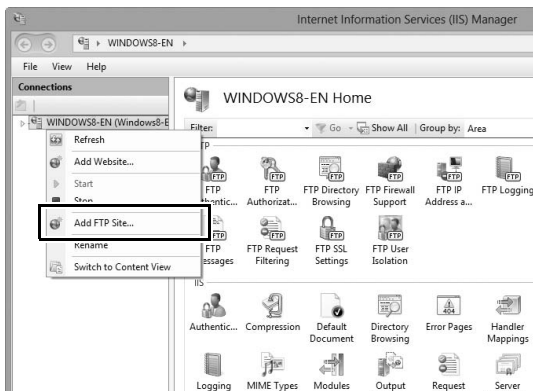 Internet Information Services (IIS) Manager
WINDOWS8-EN
File View Help
Connections
WINDOWS8-EN (Windows8-E
Refresh
Add Website...
Start
Stop
Add FTP Site...
Rename
Switch to Content View
WINDOWS8-EN Home
Filter: Go Show All Group by: Area
FTP
FTP FTP FTP FTP FTP FTP
FTP FTP FTP Directory FTP Firewall FTP IP FTP Logging
hentic... Authorizat... Browsing Support Address a...
FTP FTP FTP FTP
FTP FTP Request FTP SSL FTP User
essages Filtering Settings Isolation
IIS
404
Authentic... Compression Default Directory Error Pages Handler
Document Browsing Mappings
Logging MIME Types Modules Output Request Server